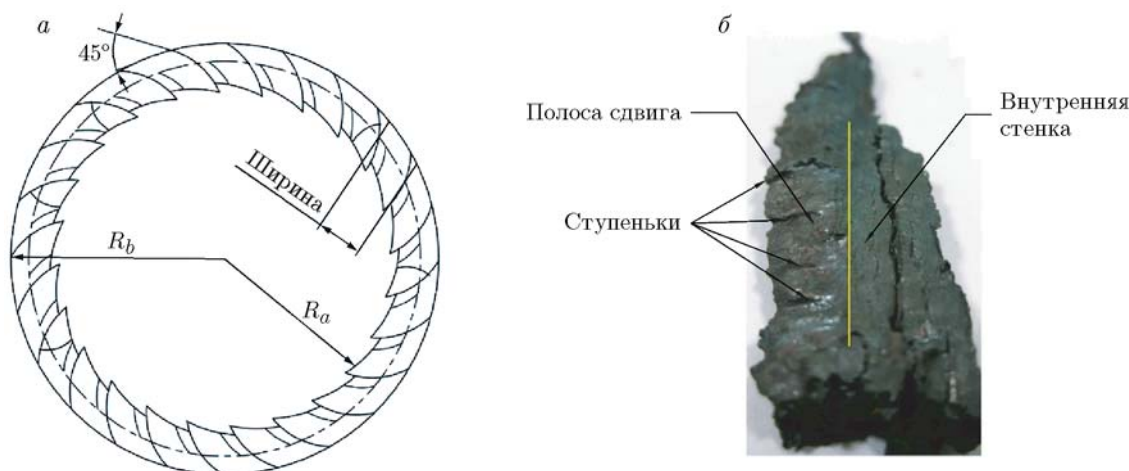 а
45°
Ширина
R_b
R_a
б
Полоса сдвига
Внутренняя
стенка
Ступеньки